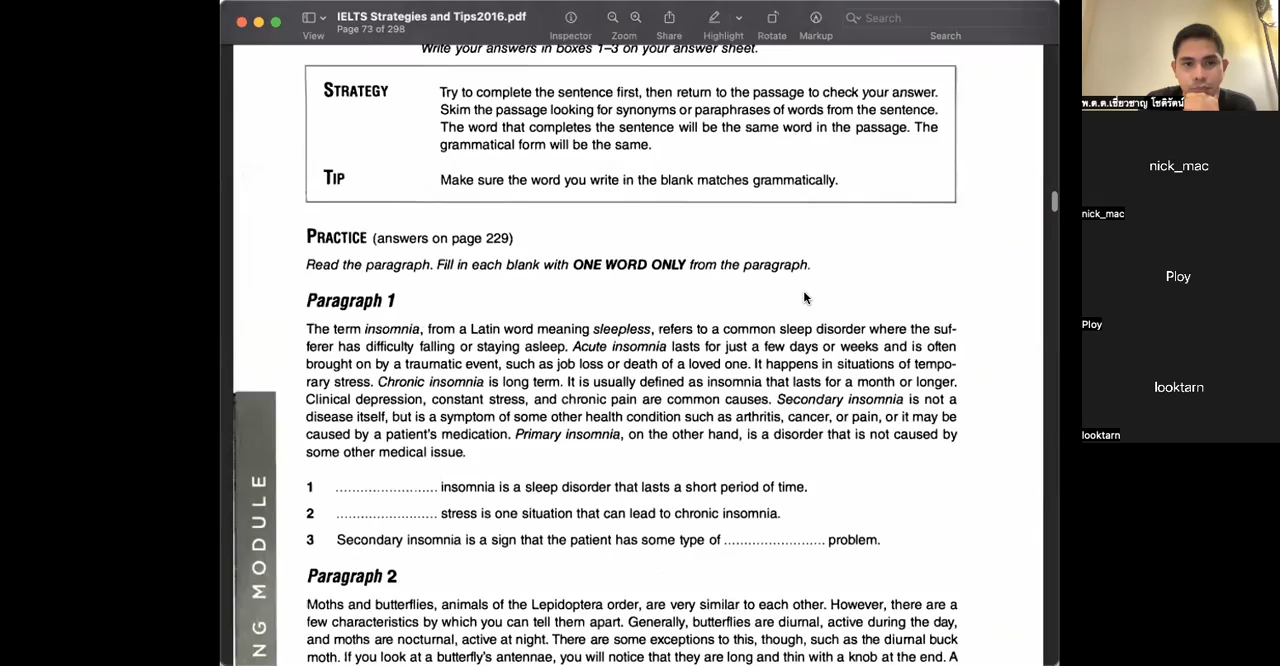 IELTS Strategies and Tips2016.pdf
Page 73 of 298
View
Inspector
Zoom
Share
Highlight
Rotate
Markup
Search
Search
Write your answers in boxes 1–3 on your answer sheet.
STRATEGY
Try to complete the sentence first, then return to the passage to check your answer.
Skim the passage looking for synonyms or paraphrases of words from the sentence.
The word that completes the sentence will be the same word in the passage. The
grammatical form will be the same.
TIP
Make sure the word you write in the blank matches grammatically.
PRACTICE (answers on page 229)
Read the paragraph. Fill in each blank with ONE WORD ONLY from the paragraph.
Paragraph 1
The term insomnia, from a Latin word meaning sleepless, refers to a common sleep disorder where the suf-
ferer has difficulty falling or staying asleep. Acute insomnia lasts for just a few days or weeks and is often
brought on by a traumatic event, such as job loss or death of a loved one. It happens in situations of tempo-
rary stress. Chronic insomnia is long term. It is usually defined as insomnia that lasts for a month or longer.
Clinical depression, constant stress, and chronic pain are common causes. Secondary insomnia is not a
disease itself, but is a symptom of some other health condition such as arthritis, cancer, or pain, or it may be
caused by a patient's medication. Primary insomnia, on the other hand, is a disorder that is not caused by
some other medical issue.
1 ........................ insomnia is a sleep disorder that lasts a short period of time.
2 ........................ stress is one situation that can lead to chronic insomnia.
3 Secondary insomnia is a sign that the patient has some type of ........................ problem.
Paragraph 2
Moths and butterflies, animals of the Lepidoptera order, are very similar to each other. However, there are a
few characteristics by which you can tell them apart. Generally, butterflies are diurnal, active during the day,
and moths are nocturnal, active at night. There are some exceptions to this, though, such as the diurnal buck
moth. If you look at a butterfly's antennae, you will notice that they are long and thin with a knob at the end. A
NG MODULE
พ.ต.ต.เชี่ยวชาญ โชติรัตน์
nick_mac
nick_mac
Ploy
Ploy
looktarn
looktarn